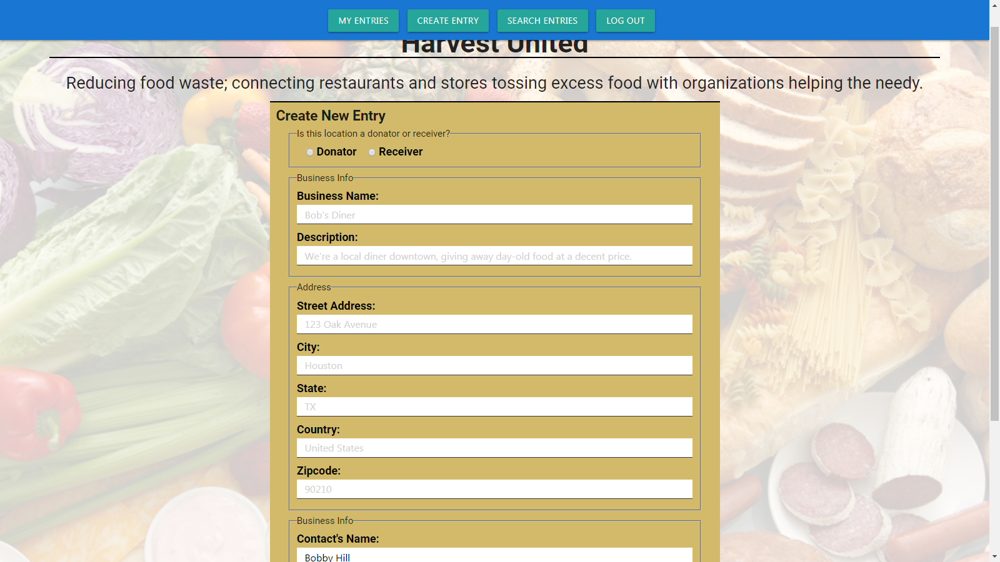 MY ENTRIES CREATE ENTRY SEARCH ENTRIES LOG OUT
Harvest United
Reducing food waste; connecting restaurants and stores tossing excess food with organizations helping the needy.
Create New Entry
Is this location a donator or receiver?
Donator Receiver
Business Info
Business Name:
Bob's Diner
Description:
We're a local diner downtown, giving away day-old food at a decent price.
Address
Street Address:
123 Oak Avenue
City:
Houston
State:
TX
Country:
United States
Zipcode:
90210
Business Info
Contact's Name:
Bobby Hill